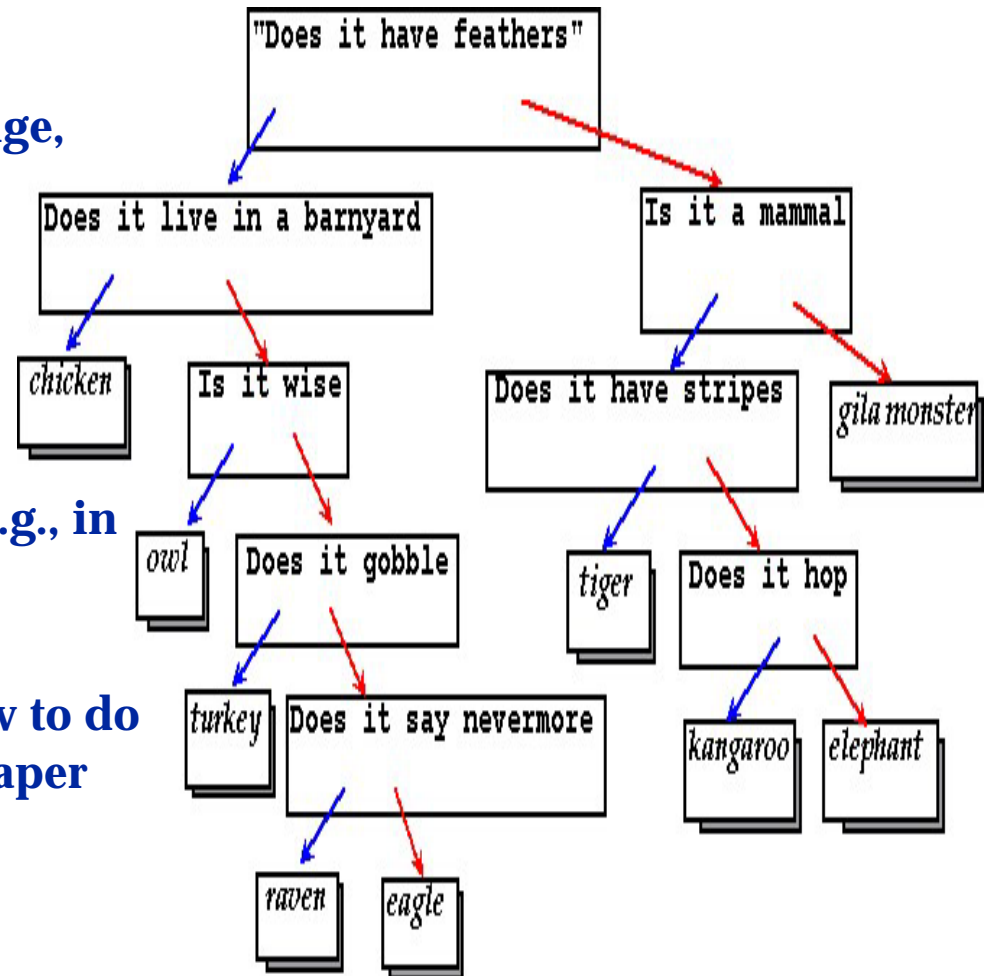 "Does it have feathers"
ge,
Does it live in a barnyard
Is it a mammal
chicken
Is it wise
Does it have stripes
gila monster
.g., in
owl
Does it gobble
tiger
Does it hop
w to do
turkey
Does it say nevermore
kangaroo
elephant
aper
raven
eagle